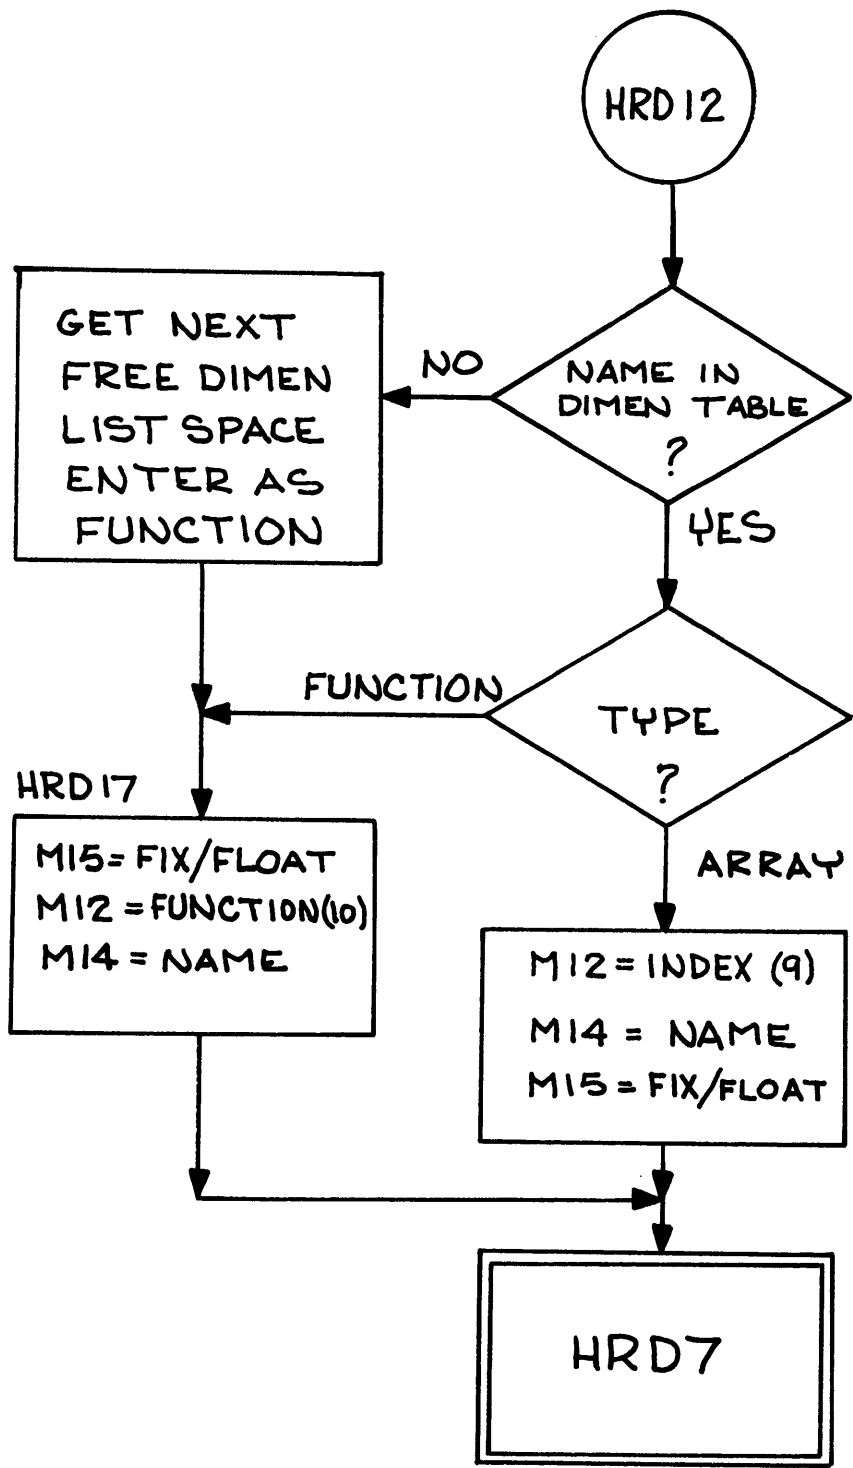 HRD12
GET NEXT
FREE DIMEN
LIST SPACE
ENTER AS
FUNCTION
NO
NAME IN
DIMEN TABLE
?
YES
FUNCTION
TYPE
?
HRD17
M15= FIX/FLOAT
M12 = FUNCTION(10)
M14 = NAME
ARRAY
M12 = INDEX (9)
M14 = NAME
M15 = FIX/FLOAT
HRD7